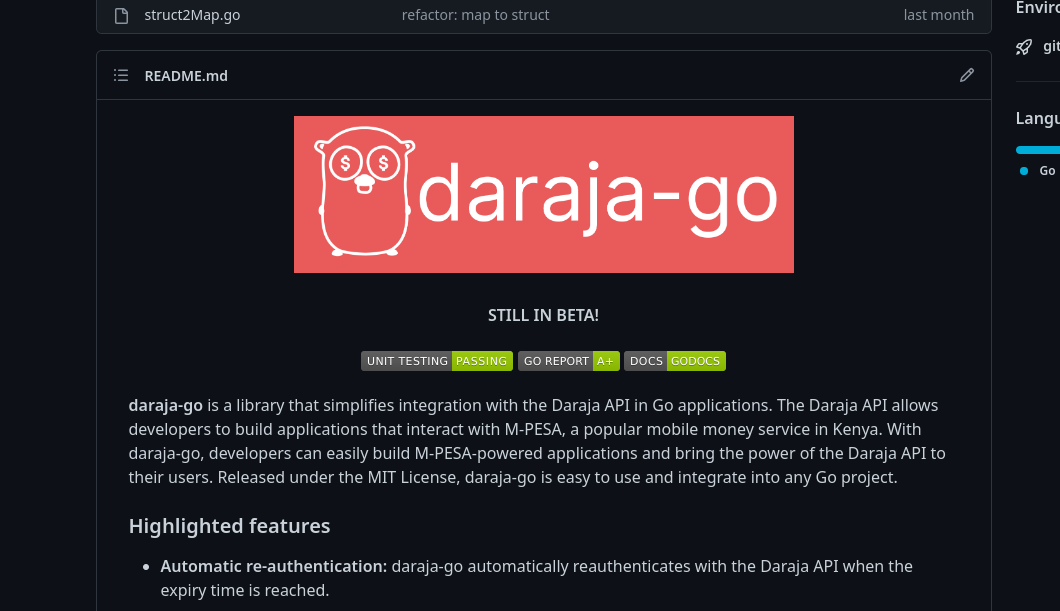 struct2Map.go refactor: map to struct last month
Enviro
git
README.md
Langu
Go
$ $
daraja-go
STILL IN BETA!
UNIT TESTING PASSING GO REPORT A+ DOCS GODOCS
daraja-go is a library that simplifies integration with the Daraja API in Go applications. The Daraja API allows
developers to build applications that interact with M-PESA, a popular mobile money service in Kenya. With
daraja-go, developers can easily build M-PESA-powered applications and bring the power of the Daraja API to
their users. Released under the MIT License, daraja-go is easy to use and integrate into any Go project.
Highlighted features
• Automatic re-authentication: daraja-go automatically reauthenticates with the Daraja API when the
expiry time is reached.